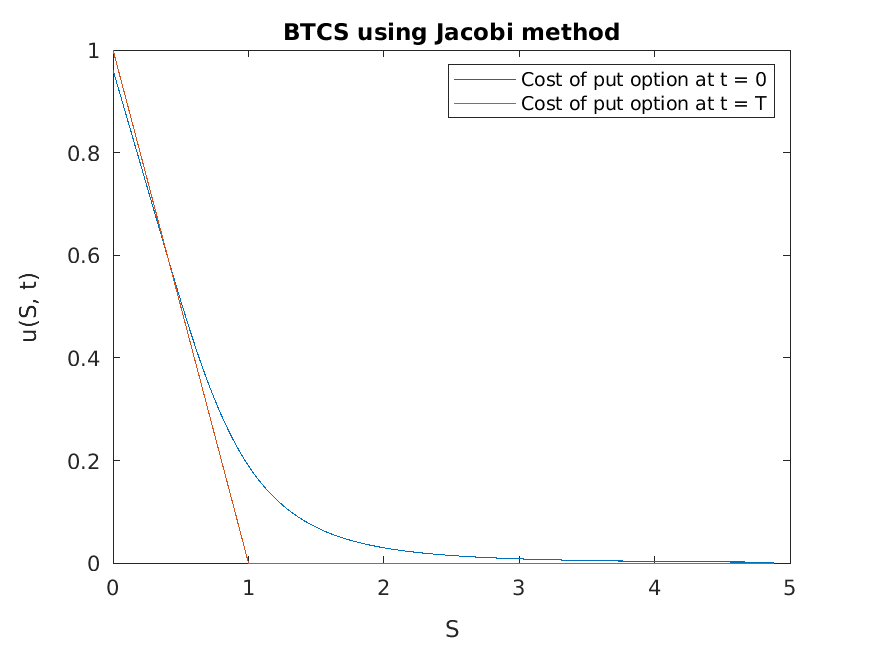 BTCS using Jacobi method
Cost of put option at t = 0
Cost of put option at t = T
1
0.8
0.6
0.4
0.2
0
u(S, t)
0 1 2 3 4 5
S